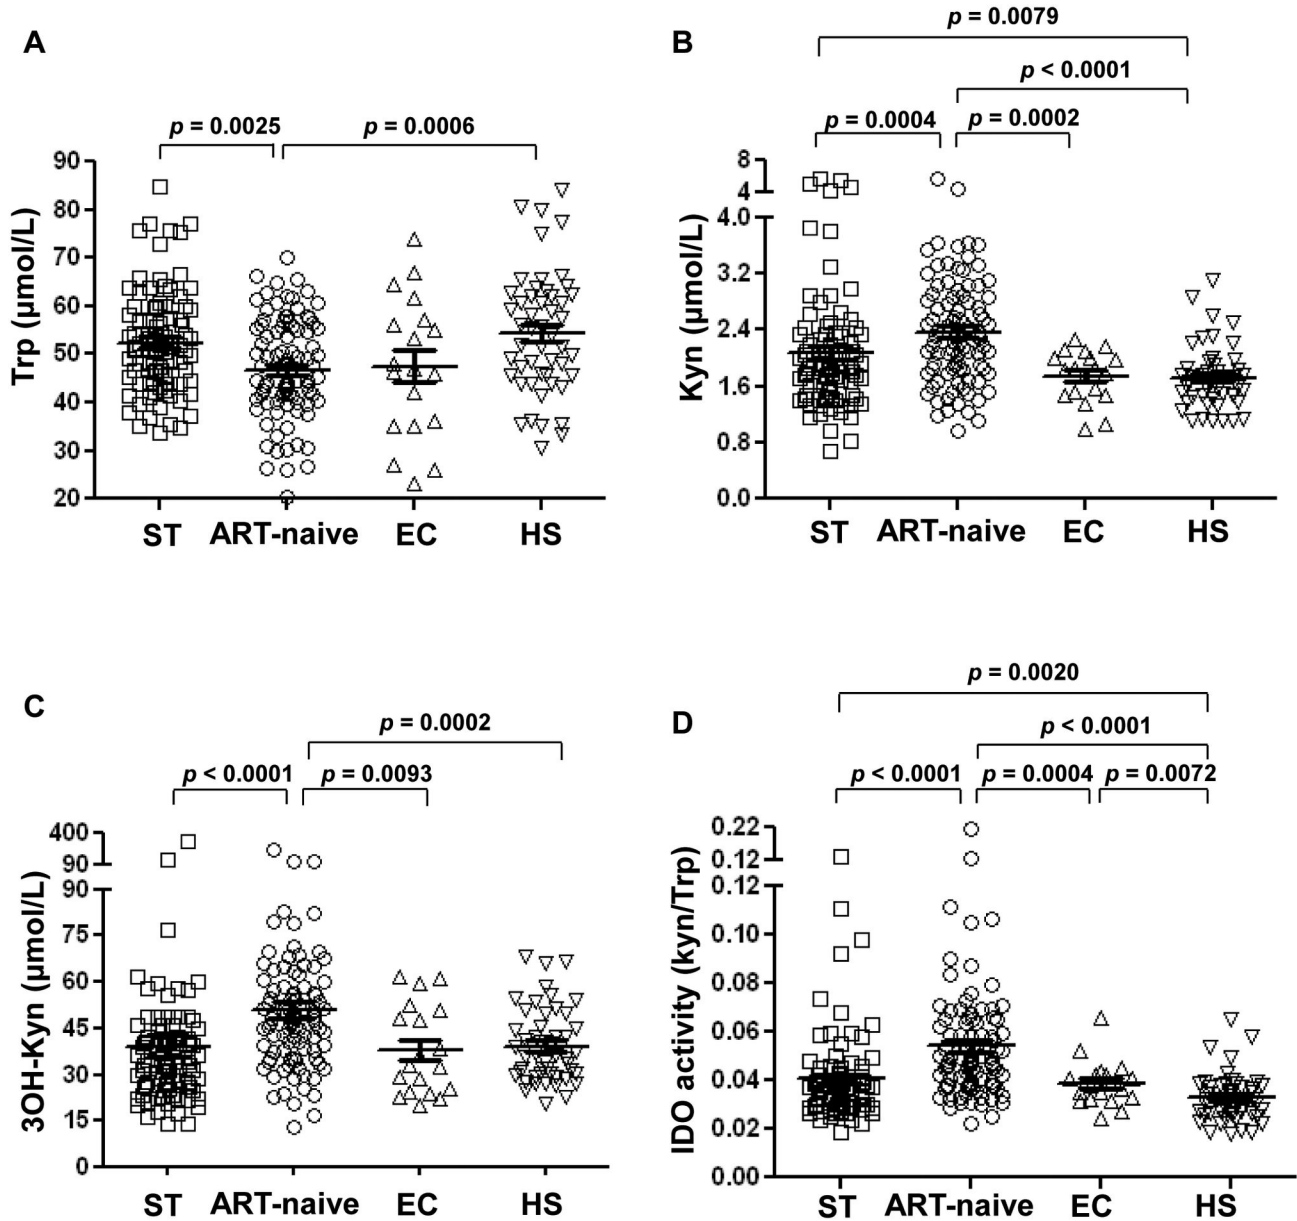 A
p = 0.0025
p = 0.0006
Trp (µmol/L)
90
80
70
60
50
40
30
20
ST
ART-naive
EC
HS
B
p = 0.0079
p < 0.0001
p = 0.0004
p = 0.0002
Kyn (µmol/L)
8
4
4.0
3.2
2.4
1.6
0.8
0.0
ST
ART-naive
EC
HS
C
p = 0.0002
p < 0.0001
p = 0.0093
3OH-Kyn (µmol/L)
400
90
90
75
60
45
30
15
0
ST
ART-naive
EC
HS
D
p = 0.0020
p < 0.0001
p < 0.0001
p = 0.0004
p = 0.0072
IDO activity (kyn/Trp)
0.22
0.12
0.12
0.10
0.08
0.06
0.04
0.02
0.00
ST
ART-naive
EC
HS